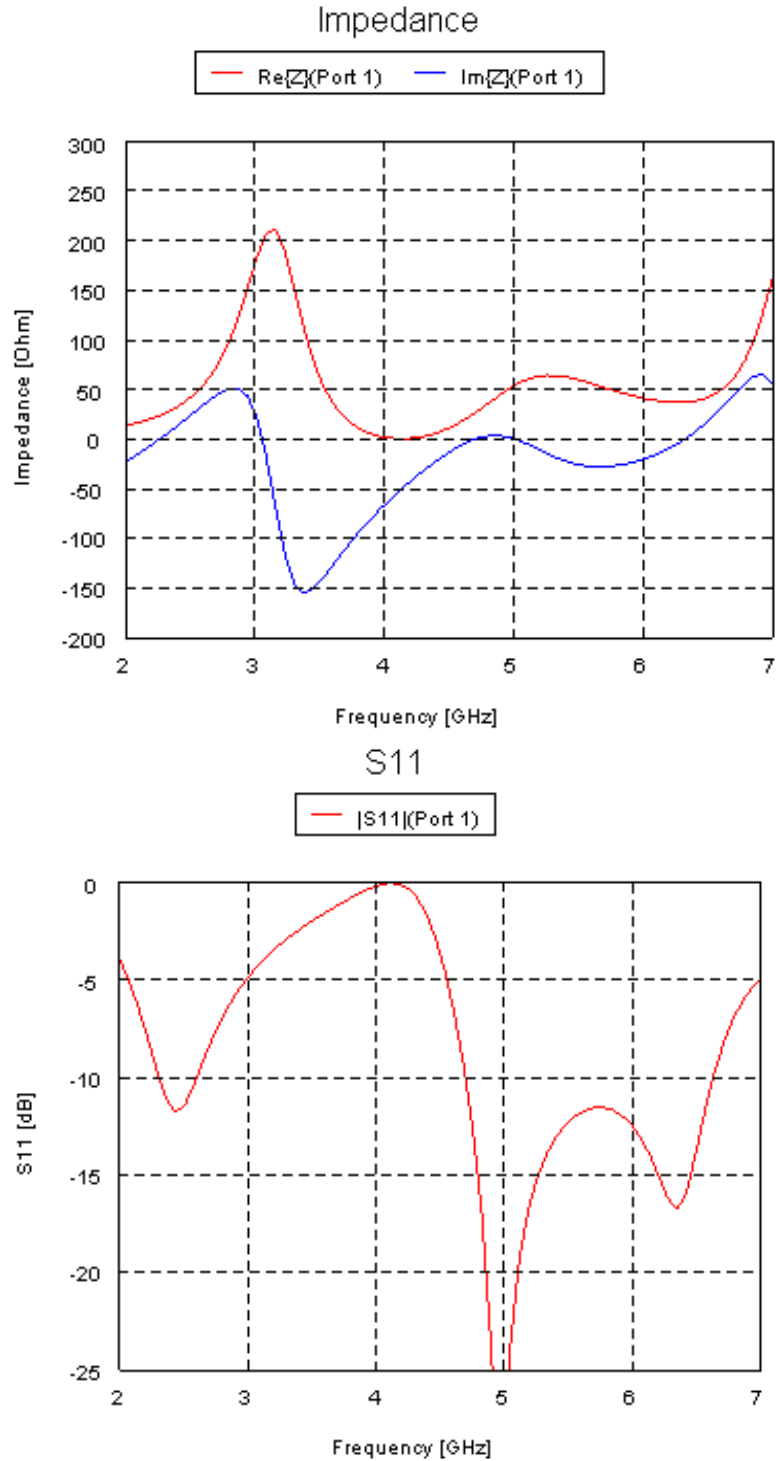 Impedance
Re{Z}(Port 1) Im{Z}(Port 1)
300
250
200
150
100
50
0
-50
-100
-150
-200
Impedance [Ohm]
2 3 4 5 6 7
Frequency [GHz]
S11
|S11|(Port 1)
0
-5
-10
-15
-20
-25
S11 [dB]
2 3 4 5 6 7
Frequency [GHz]